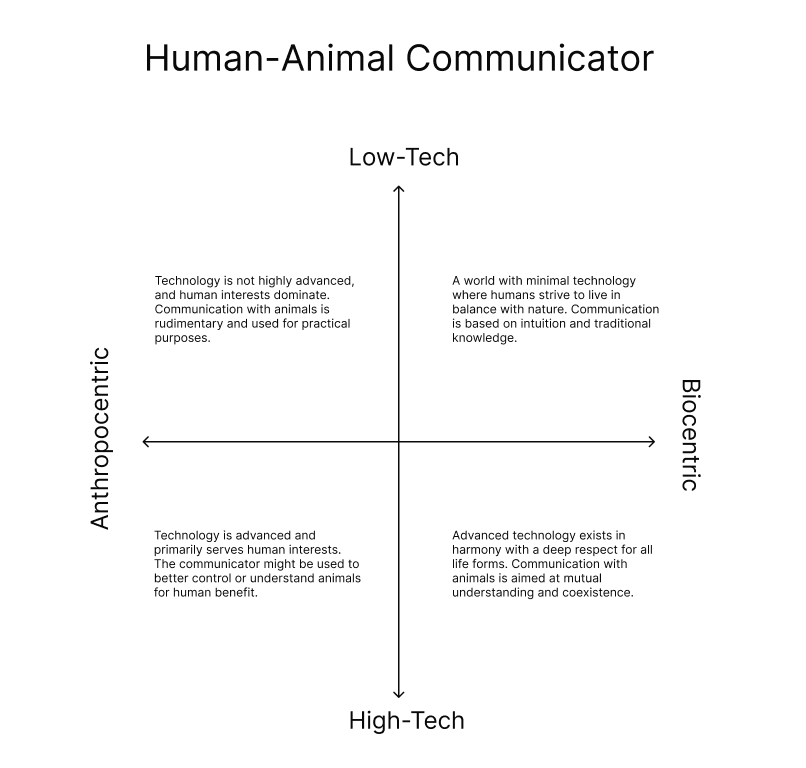 Human-Animal Communicator
Low-Tech
Technology is not highly advanced,
and human interests dominate.
Communication with animals is
rudimentary and used for practical
purposes.
A world with minimal technology
where humans strive to live in
balance with nature. Communication
is based on intuition and traditional
knowledge.
Anthropocentric
Biocentric
Technology is advanced and
primarily serves human interests.
The communicator might be used to
better control or understand animals
for human benefit.
Advanced technology exists in
harmony with a deep respect for all
life forms. Communication with
animals is aimed at mutual
understanding and coexistence.
High-Tech